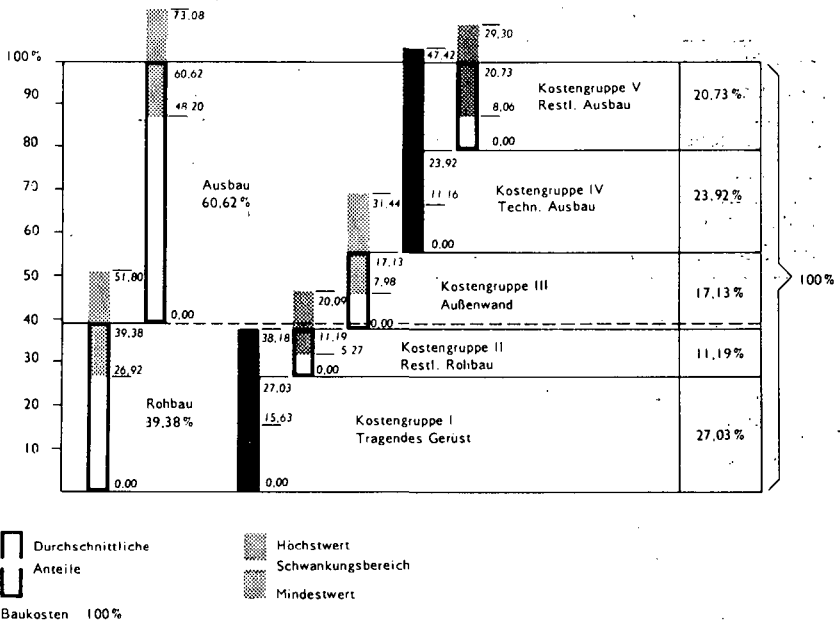 73,08
100%
60,62
48,20
90
80
70
60
50
40
30
20
10
Ausbau
60,62%
0,00
51,80
39,38
26,92
Rohbau
39,38%
0,00
38,18
27,03
15,63
0,00
20,09
11,19
5,27
0,00
31,44
17,13
7,98
0,00
47,42
23,92
11,16
0,00
29,30
20,73
8,06
0,00
Kostengruppe V
Restl. Ausbau
20,73%
Kostengruppe IV
Techn. Ausbau
23,92%
Kostengruppe III
Außenwand
17,13%
Kostengruppe II
Restl. Rohbau
11,19%
Kostengruppe I
Tragendes Gerüst
27,03%
100%
Durchschnittliche
Anteile
Höchstwert
Schwankungsbereich
Mindestwert
Baukosten 100%